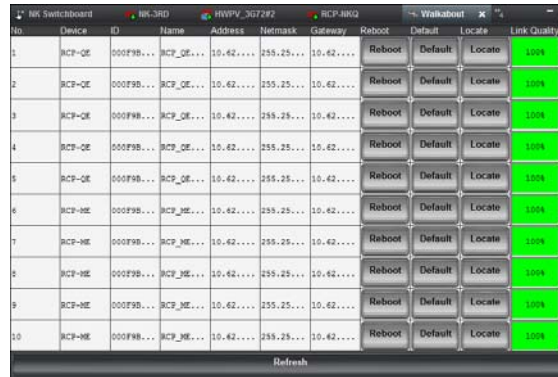 NK Switchboard NK-3RD HWPV_3G72#2 RCP-NKQ Walkabout
No. Device ID Name Address Netmask Gateway Reboot Default Locate Link Quality
1 RCP-QE 000F9B... RCP_QE... 10.62.... 255.25... 10.62.... Reboot Default Locate 100%
2 RCP-QE 000F9B... RCP_QE... 10.62.... 255.25... 10.62.... Reboot Default Locate 100%
3 RCP-QE 000F9B... RCP_QE... 10.62.... 255.25... 10.62.... Reboot Default Locate 100%
4 RCP-QE 000F9B... RCP_QE... 10.62.... 255.25... 10.62.... Reboot Default Locate 100%
5 RCP-QE 000F9B... RCP_QE... 10.62.... 255.25... 10.62.... Reboot Default Locate 100%
6 RCP-ME 000F9B... RCP_ME... 10.62.... 255.25... 10.62.... Reboot Default Locate 100%
7 RCP-ME 000F9B... RCP_ME... 10.62.... 255.25... 10.62.... Reboot Default Locate 100%
8 RCP-ME 000F9B... RCP_ME... 10.62.... 255.25... 10.62.... Reboot Default Locate 100%
9 RCP-ME 000F9B... RCP_ME... 10.62.... 255.25... 10.62.... Reboot Default Locate 100%
10 RCP-ME 000F9B... RCP_ME... 10.62.... 255.25... 10.62.... Reboot Default Locate 100%
Refresh